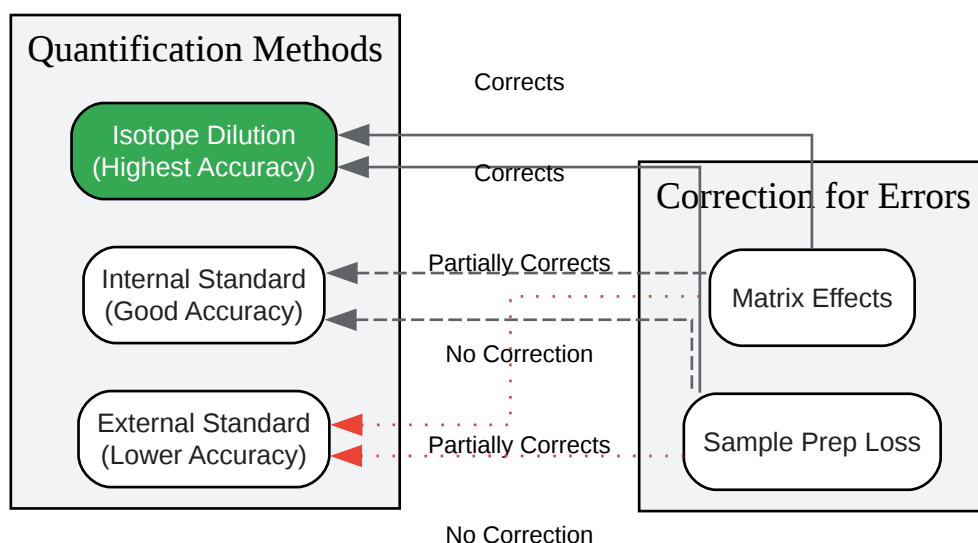 Quantification Methods
Isotope Dilution
(Highest Accuracy)
Internal Standard
(Good Accuracy)
External Standard
(Lower Accuracy)
Corrects
Corrects
Partially Corrects
No Correction
Partially Corrects
No Correction
Correction for Errors
Matrix Effects
Sample Prep Loss